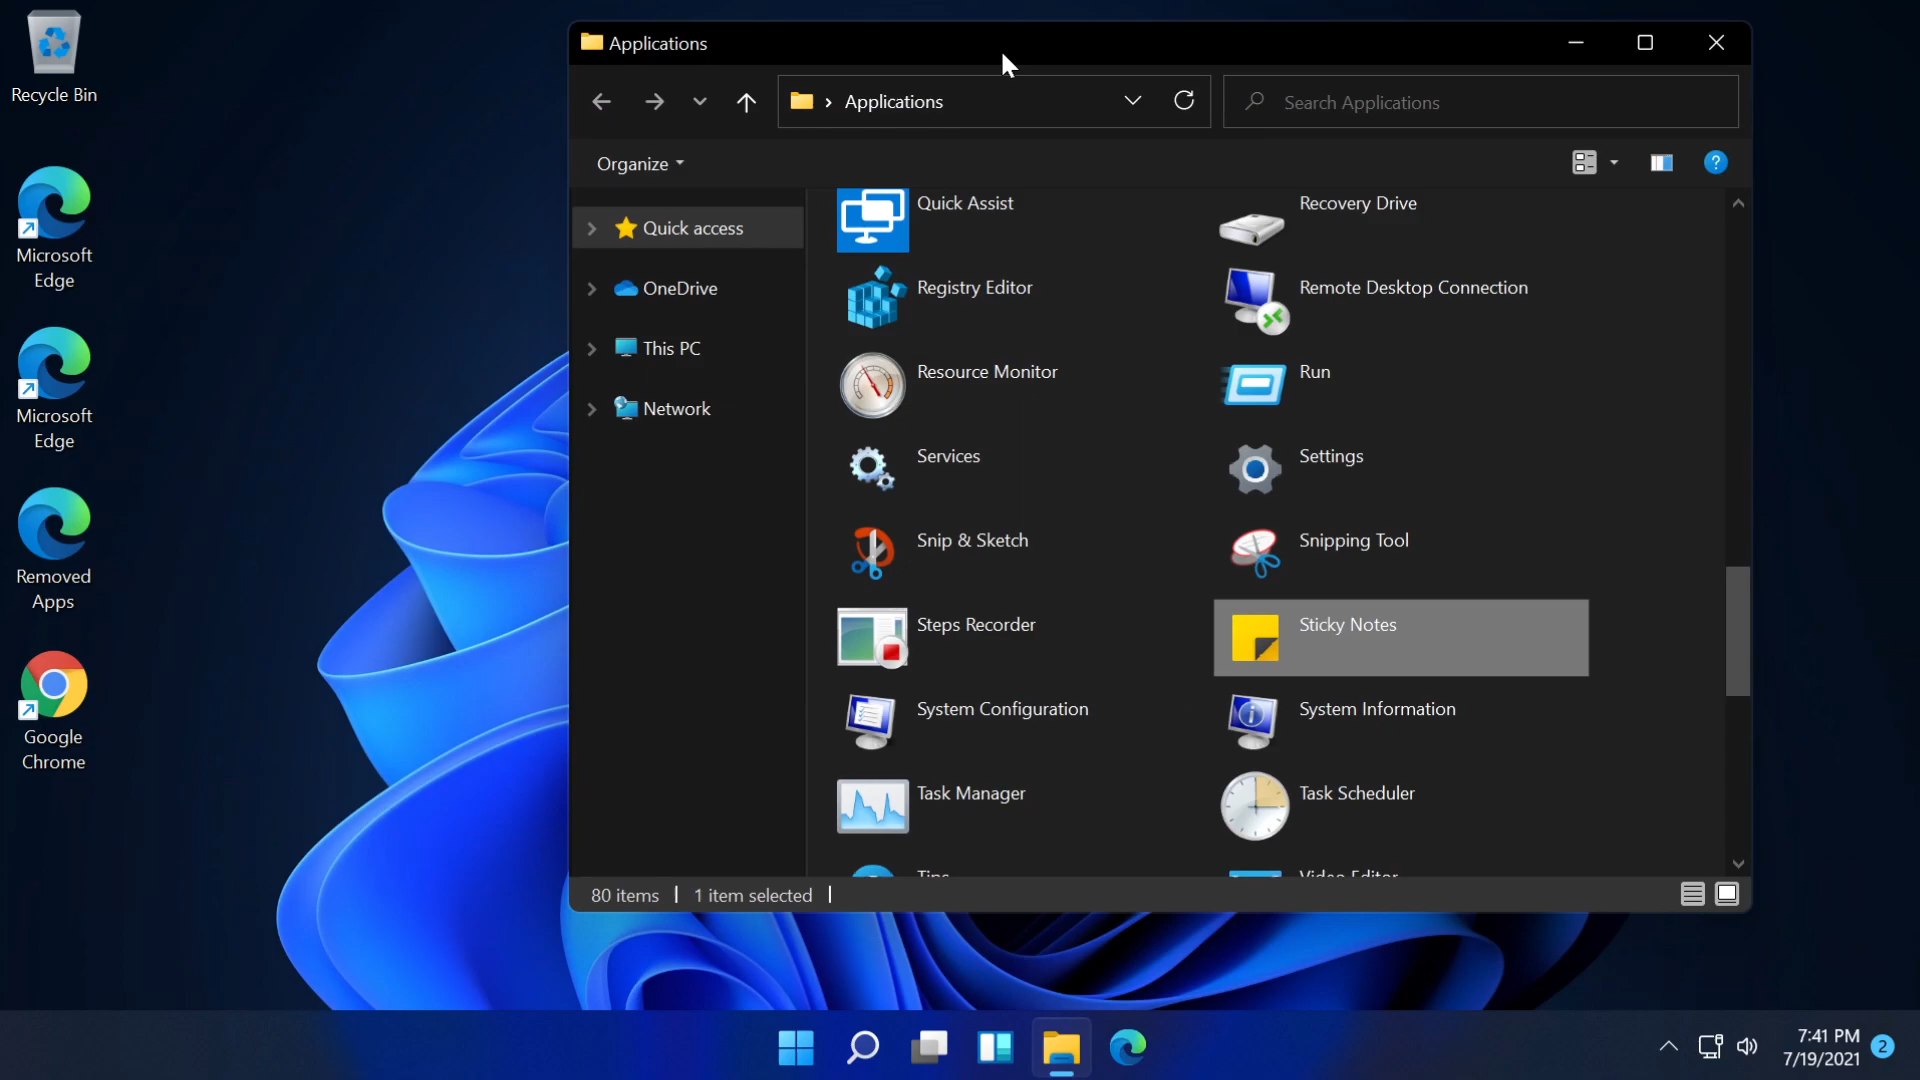 Recycle Bin
Microsoft
Edge
Microsoft
Edge
Removed
Apps
Google
Chrome
Applications
Applications
Search Applications
Organize
Quick access
OneDrive
This PC
Network
Quick Assist
Recovery Drive
Registry Editor
Remote Desktop Connection
Resource Monitor
Run
Services
Settings
Snip & Sketch
Snipping Tool
Steps Recorder
Sticky Notes
System Configuration
System Information
Task Manager
Task Scheduler
Tips
Video Editor
80 items
1 item selected
7:41 PM
7/19/2021
2